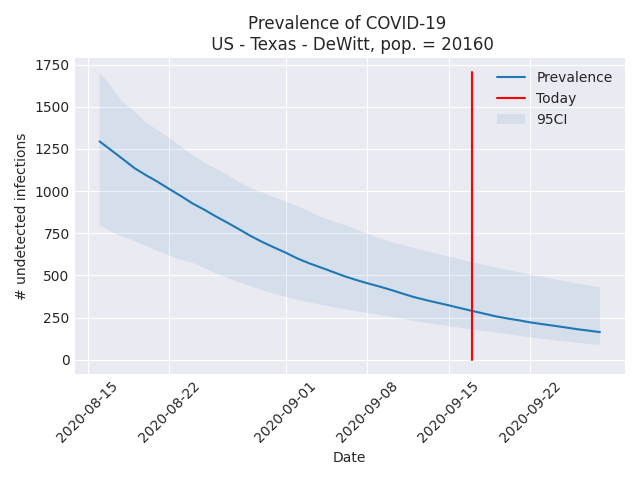 Prevalence of COVID-19
US - Texas - DeWitt, pop. = 20160
1750
1500
1250
1000
750
500
250
0
# undetected infections
Prevalence
Today
95CI
2020-08-15
2020-08-22
2020-09-01
2020-09-08
2020-09-15
2020-09-22
Date